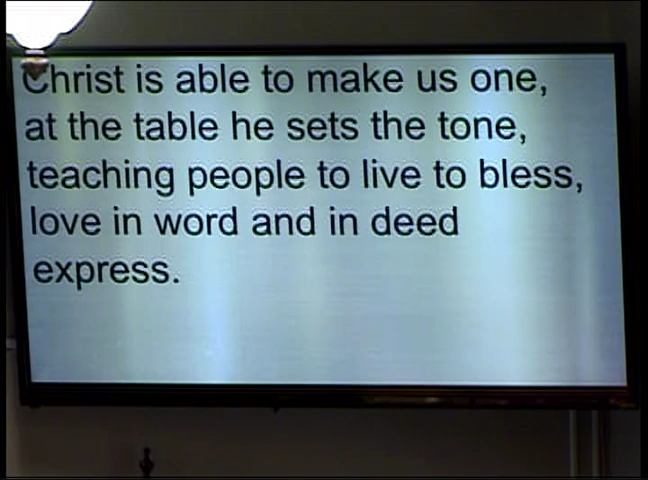 Christ is able to make us one,
at the table he sets the tone,
teaching people to live to bless,
love in word and in deed
express.